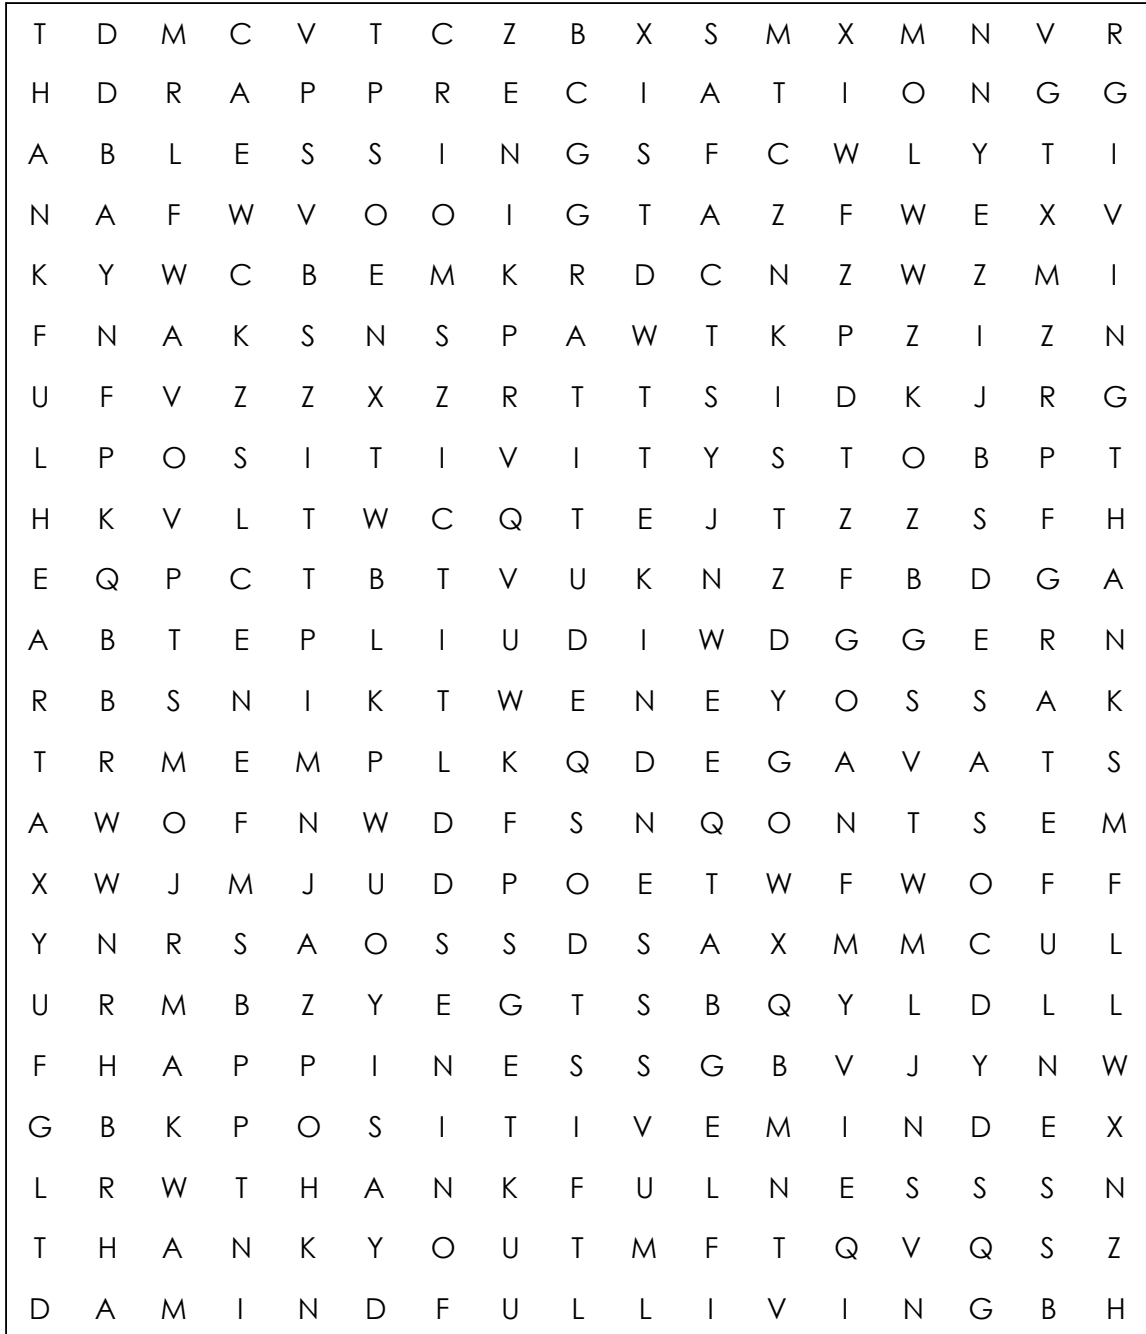 T D M C V T C Z B X S M X M N V R
H D R A P P R E C I A T I O N G G
A B L E S S I N G S F C W L Y T I
N A F W V O O I G T A Z F W E X V
K Y W C B E M K R D C N Z W Z M I
F N A K S N S P A W T K P Z I Z N
U F V Z Z X Z R T T S I D K J R G
L P O S I T I V I T Y S T O B P T
H K V L T W C Q T E J T Z Z S F H
E Q P C T B T V U K N Z F B D G A
A B T E P L I U D I W D G G E R N
R B S N I K T W E N E Y O S S A K
T R M E M P L K Q D E G A V A T S
A W O F N W D F S N Q O N T S E M
X W J M J U D P O E T W F W O F F
Y N R S A O S S D S A X M M C U L
U R M B Z Y E G T S B Q Y L D L L
F H A P P I N E S S G B V J Y N W
G B K P O S I T I V E M I N D E X
L R W T H A N K F U L N E S S S N
T H A N K Y O U T M F T Q V Q S Z
D A M I N D F U L L I V I N G B H